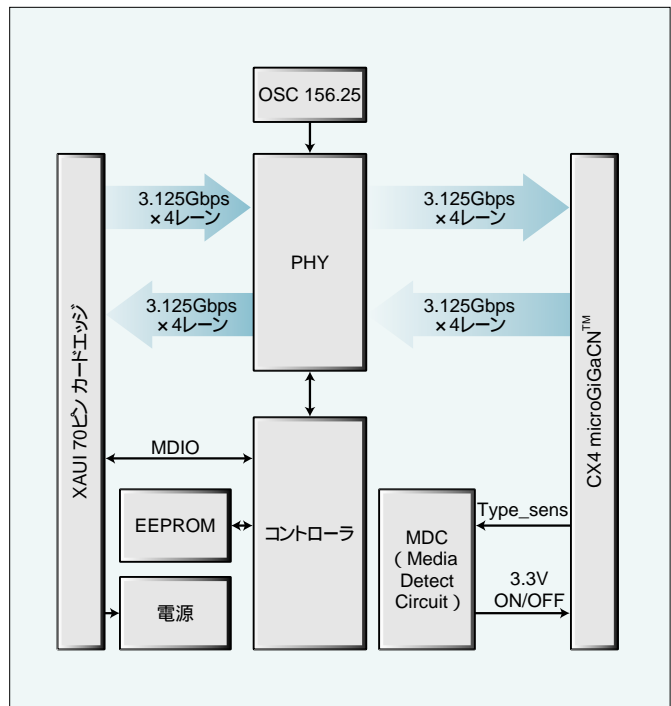 OSC 156.25
3.125Gbps
×4レーン
3.125Gbps
×4レーン
PHY
3.125Gbps
×4レーン
3.125Gbps
×4レーン
XAUI 70ピン カードエッジ
CX4 microGiGaCN™
MDIO
EEPROM
コントローラ
電源
MDC
( Media
Detect
Circuit )
Type_sens
3.3V
ON/OFF